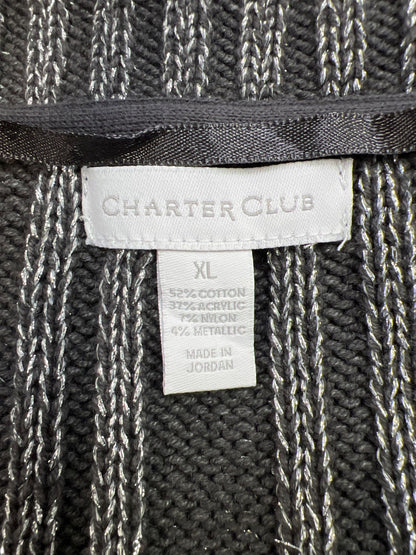 CHARTER CLUB
XL
52% COTTON
37% ACRYLIC
7% NYLON
4% METALLIC
MADE IN
JORDAN